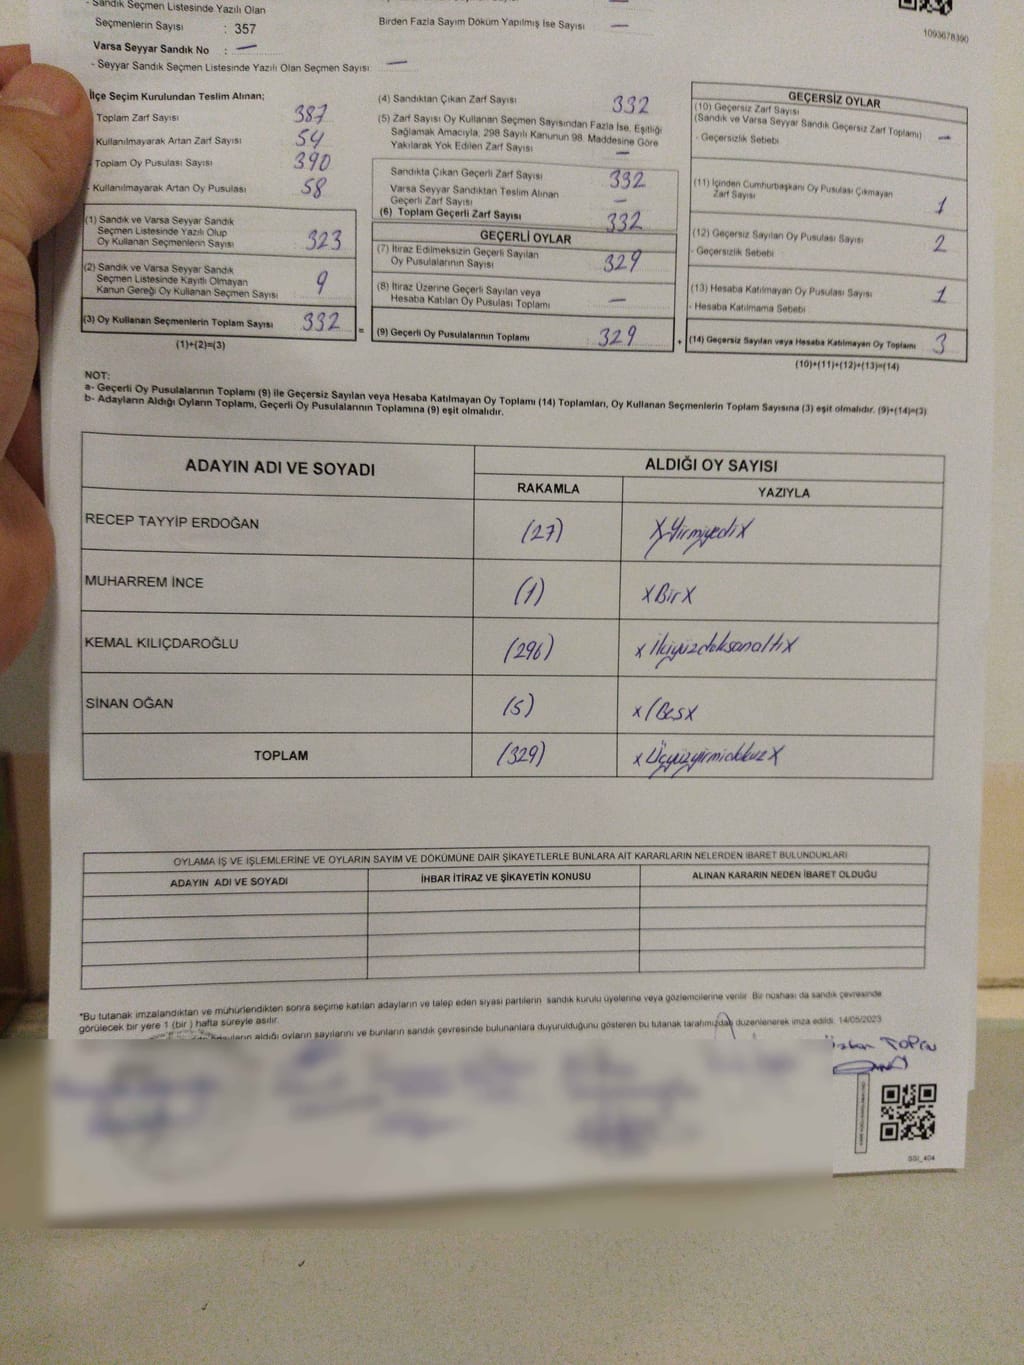 - Sandık Seçmen Listesinde Yazılı Olan
Seçmenlerin Sayısı : 357
Varsa Seyyar Sandık No : —
- Seyyar Sandık Seçmen Listesinde Yazılı Olan Seçmen Sayısı: —
Birden Fazla Sayım Döküm Yapılmış İse Sayısı —
1093678390
İlçe Seçim Kurulundan Teslim Alınan;
Toplam Zarf Sayısı 387
- Kullanılmayarak Artan Zarf Sayısı 54
- Toplam Oy Pusulası Sayısı 390
- Kullanılmayarak Artan Oy Pusulası 58
(1) Sandık ve Varsa Seyyar Sandık
Seçmen Listesinde Yazılı Olup
Oy Kullanan Seçmenlerin Sayısı 323
(2) Sandık ve Varsa Seyyar Sandık
Seçmen Listesinde Kayıtlı Olmayan
Kanun Gereği Oy Kullanan Seçmen Sayısı 9
(3) Oy Kullanan Seçmenlerin Toplam Sayısı 332 =
(1)+(2)=(3)
(4) Sandıktan Çıkan Zarf Sayısı 332
(5) Zarf Sayısı Oy Kullanan Seçmen Sayısından Fazla İse, Eşitliği
Sağlamak Amacıyla, 298 Sayılı Kanunun 98. Maddesine Göre
Yakılarak Yok Edilen Zarf Sayısı —
Sandıkta Çıkan Geçerli Zarf Sayısı 332
Varsa Seyyar Sandıktan Teslim Alınan
Geçerli Zarf Sayısı —
(6) Toplam Geçerli Zarf Sayısı 332
GEÇERLİ OYLAR
(7) İtiraz Edilmeksizin Geçerli Sayılan
Oy Pusulalarının Sayısı 329
(8) İtiraz Üzerine Geçerli Sayılan veya
Hesaba Katılan Oy Pusulası Toplamı —
(9) Geçerli Oy Pusulalarının Toplamı 329 +
GEÇERSİZ OYLAR
(10) Geçersiz Zarf Sayısı
(Sandık ve Varsa Seyyar Sandık Geçersiz Zarf Toplamı) —
- Geçersizlik Sebebi
(11) İçinden Cumhurbaşkanı Oy Pusulası Çıkmayan
Zarf Sayısı 1
(12) Geçersiz Sayılan Oy Pusulası Sayısı 2
- Geçersizlik Sebebi
(13) Hesaba Katılmayan Oy Pusulası Sayısı 1
- Hesaba Katılmama Sebebi
(14) Geçersiz Sayılan veya Hesaba Katılmayan Oy Toplamı 3
(10)+(11)+(12)+(13)=(14)
NOT:
a- Geçerli Oy Pusulalarının Toplamı (9) ile Geçersiz Sayılan veya Hesaba Katılmayan Oy Toplamı (14) Toplamları, Oy Kullanan Seçmenlerin Toplam Sayısına (3) eşit olmalıdır. (9)+(14)=(3)
b- Adayların Aldığı Oyların Toplamı, Geçerli Oy Pusulalarının Toplamına (9) eşit olmalıdır.
ADAYIN ADI VE SOYADI
ALDIĞI OY SAYISI
RAKAMLA YAZIYLA
RECEP TAYYİP ERDOĞAN (27) XYirmiyediX
MUHARREM İNCE (1) XBirX
KEMAL KILIÇDAROĞLU (296) xİkiyüzdoksanaltıX
SİNAN OĞAN (5) x/BeşX
TOPLAM (329) xÜçyüzyirmidokuzX
OYLAMA İŞ VE İŞLEMLERİNE VE OYLARIN SAYIM VE DÖKÜMÜNE DAİR ŞİKAYETLERLE BUNLARA AİT KARARLARIN NELERDEN İBARET BULUNDUKLARI
ADAYIN ADI VE SOYADI İHBAR İTİRAZ VE ŞİKAYETİN KONUSU ALINAN KARARIN NEDEN İBARET OLDUĞU
*Bu tutanak imzalandıktan ve mühürlendikten sonra seçime katılan adayların ve talep eden siyasi partilerin sandık kurulu üyelerine veya gözlemcilerine verilir. Bir nüshası da sandık çevresinde
görülecek bir yere 1 (bir ) hafta süreyle asılır.
aldığı oyların sayılarını ve bunların sandık çevresinde bulunanlara duyurulduğunu gösteren bu tutanak tarafımızdan düzenlenerek imza edildi. 14/05/2023
SSI_404